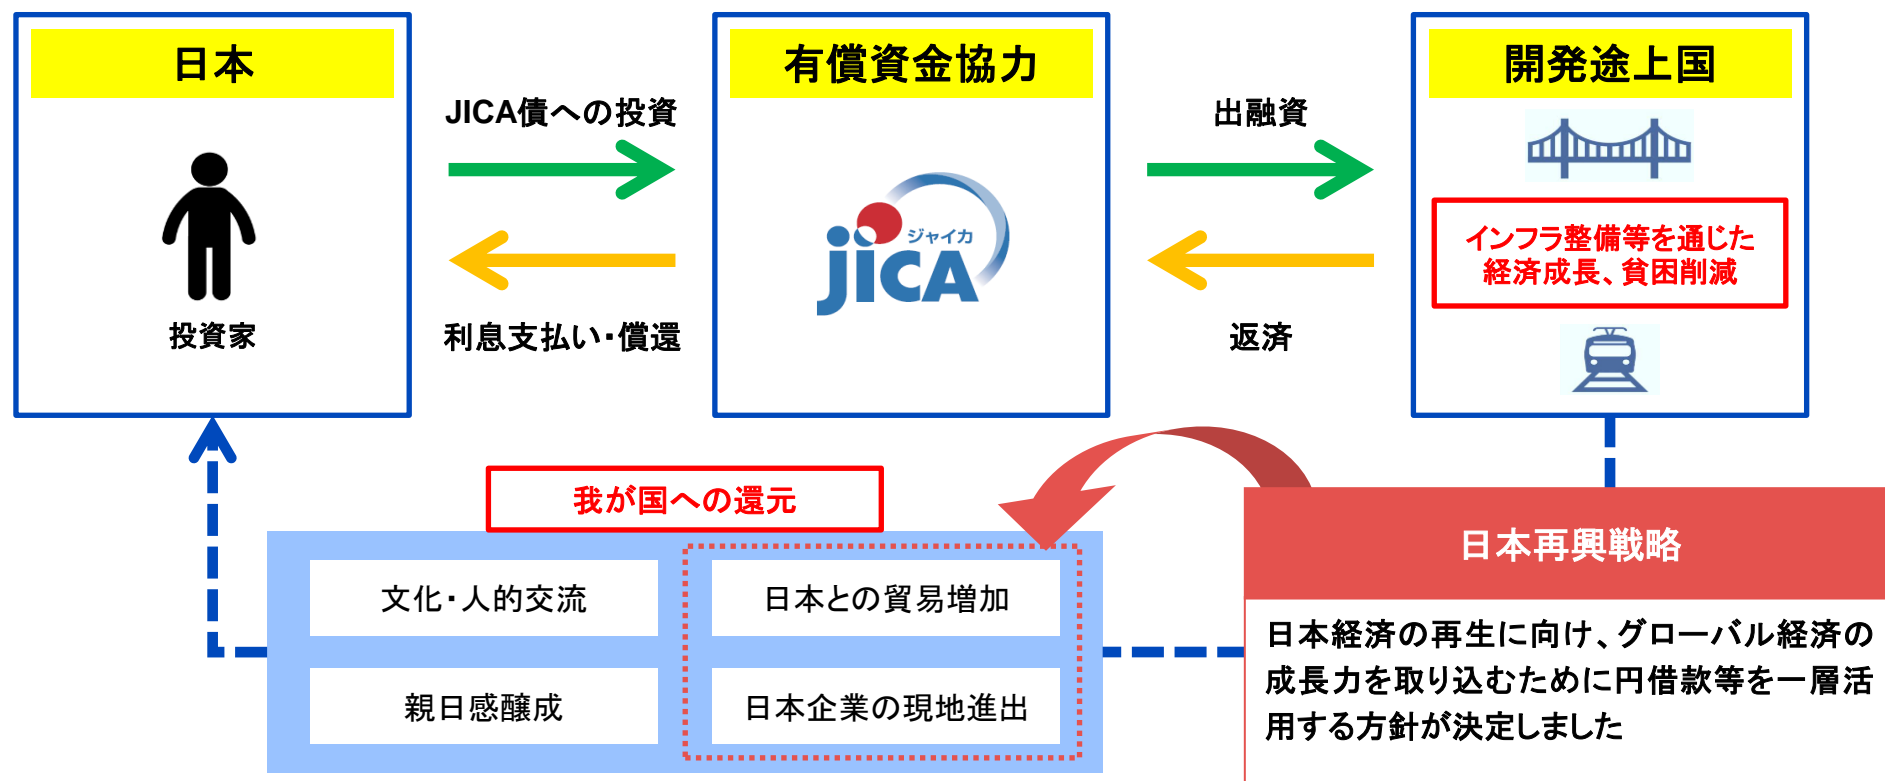 日本
有償資金協力
開発途上国
JICA債への投資
出融資
ジャイカ
JICA
インフラ整備等を通じた
経済成長、貧困削減
投資家
利息支払い・償還
返済
我が国への還元
文化・人的交流
日本との貿易増加
親日感醸成
日本企業の現地進出
日本再興戦略
日本経済の再生に向け、グローバル経済の
成長力を取り込むために円借款等を一層活
用する方針が決定しました